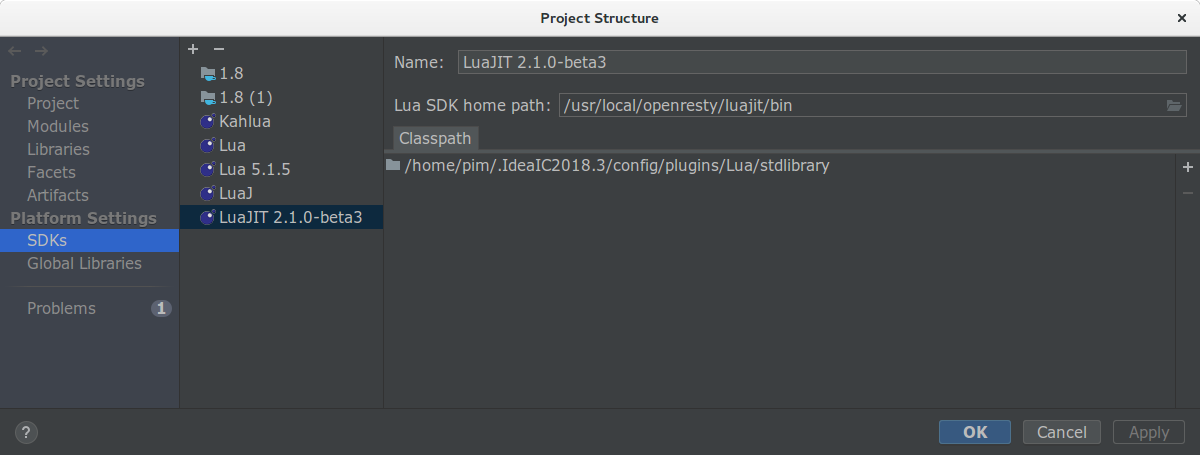 Project Structure
Project Settings
Project
Modules
Libraries
Facets
Artifacts
Platform Settings
SDKs
Global Libraries
Problems 1
1.8
1.8 (1)
Kahlua
Lua
Lua 5.1.5
LuaJ
LuaJIT 2.1.0-beta3
Name: LuaJIT 2.1.0-beta3
Lua SDK home path: /usr/local/openresty/luajit/bin
Classpath
/home/pim/.IdeaIC2018.3/config/plugins/Lua/stdlibrary
? OK Cancel Apply